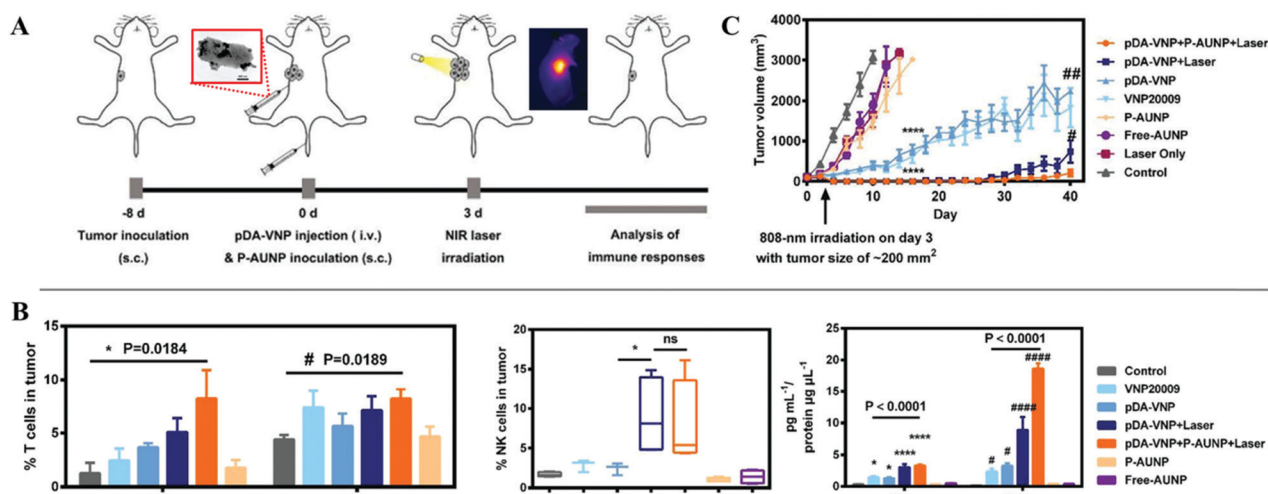 A
-8 d
0 d
3 d
Tumor inoculation
(s.c.)
pDA-VNP injection ( i.v.)
& P-AUNP inoculation (s.c.)
NIR laser
irradiation
Analysis of
immune responses
C
Tumor volume (mm³)
4000
3000
2000
1000
0
0
10
20
30
40
Day
****
****
##
#
808-nm irradiation on day 3
with tumor size of ~200 mm²
pDA-VNP+P-AUNP+Laser
pDA-VNP+Laser
pDA-VNP
VNP20009
P-AUNP
Free-AUNP
Laser Only
Control
B
% T cells in tumor
15
10
5
0
* P=0.0184
# P=0.0189
% NK cells in tumor
20
15
10
5
0
*
ns
pg mL⁻¹/
protein µg µL⁻¹
25
20
15
10
5
0
P < 0.0001
* * **** ****
P < 0.0001
# # #### ####
Control
VNP20009
pDA-VNP
pDA-VNP+Laser
pDA-VNP+P-AUNP+Laser
P-AUNP
Free-AUNP